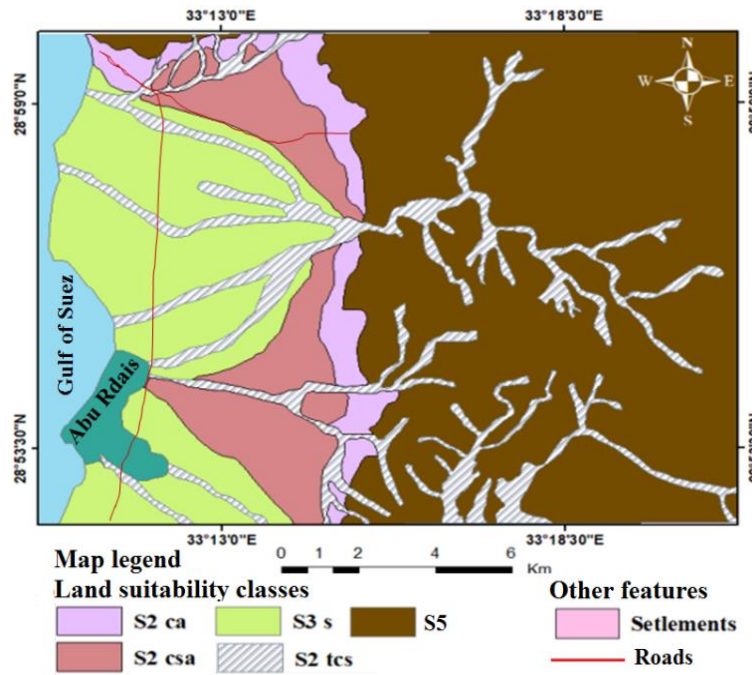 33°13'0"E 33°18'30"E
N
W E
S
28°59'0"N
Gulf of Suez
Abu Rdais
28°53'30"N
33°13'0"E 33°18'30"E
Map legend
0 1 2 4 6
Km
Land suitability classes
Other features
S2 ca S3 s S5 Setlements
S2 csa S2 tcs Roads